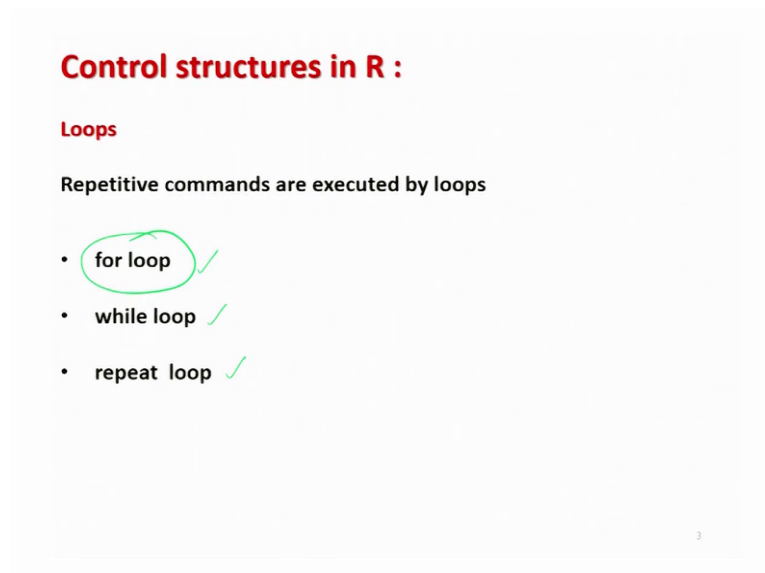 Control structures in R :
Loops
Repetitive commands are executed by loops
• for loop
• while loop
• repeat loop
3